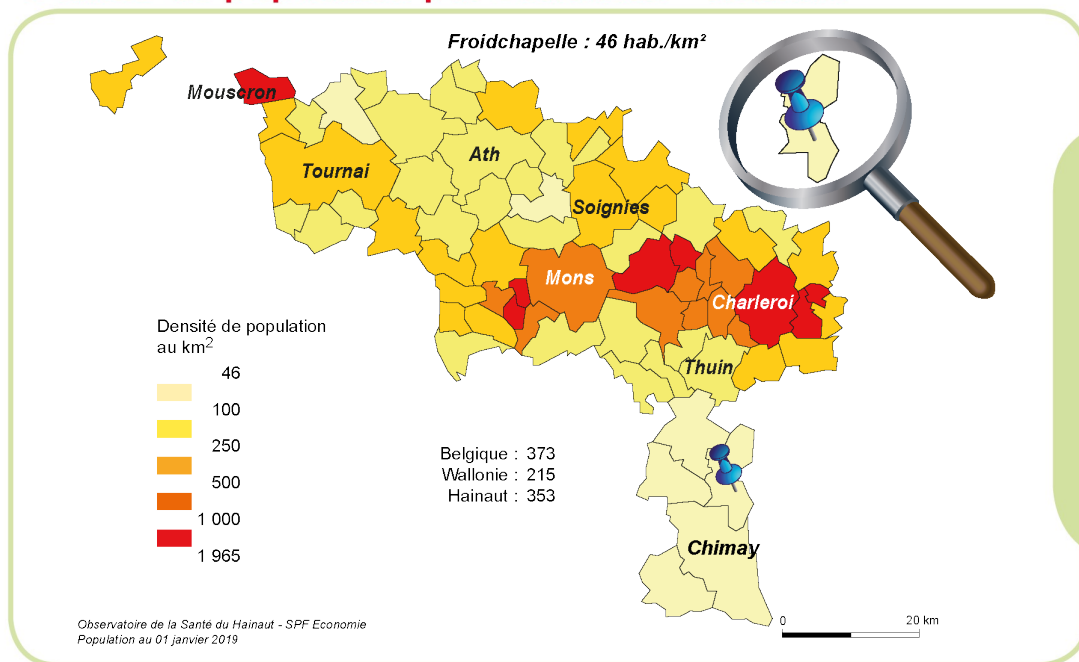 Froidchapelle : 46 hab./km²
Mouscron
Ath
Tournai
Soignies
Mons
Charleroi
Thuin
Chimay
Densité de population
au km2
46
100
250
500
1 000
1 965
Belgique : 373
Wallonie : 215
Hainaut : 353
0 20 km
Observatoire de la Santé du Hainaut - SPF Economie
Population au 01 janvier 2019